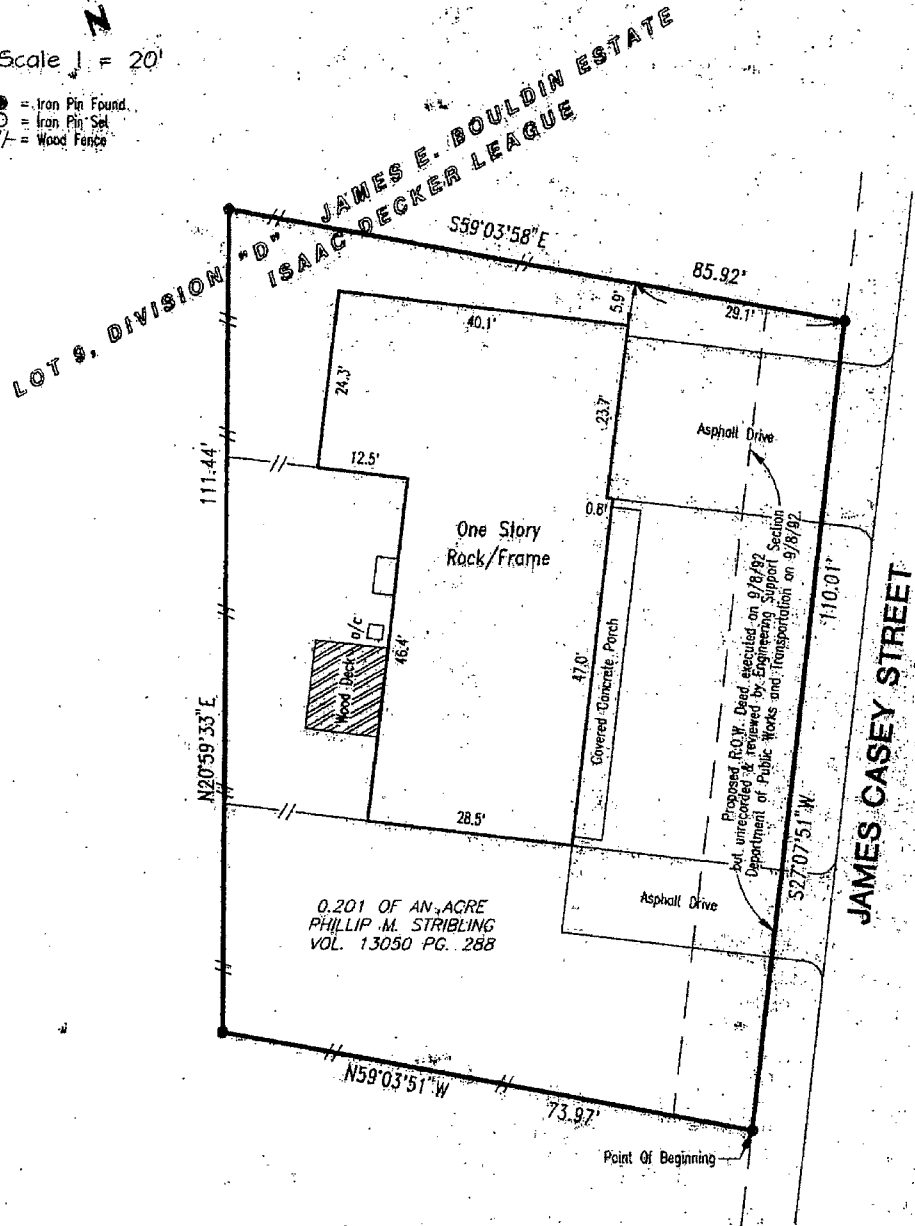 N
Scale 1 = 20'
= Iron Pin Found
= Iron Pin Set
= Wood Fence
LOT 9, DIVISION "D" JAMES E. BOULDIN ESTATE
ISAAC DECKER LEAGUE
S59°03'58"E
85.92'
29.1'
5.9'
40.1'
24.3'
23.7'
Asphalt Drive
12.5'
111.44'
One Story
Rock/Frame
0.8'
a/c
46.4'
Wood Deck
47.0'
Covered Concrete Porch
Proposed R.O.W. Deed executed on 9/8/92
but unrecorded & reviewed by Engineering Support Section
Department of Public Works and Transportation on 9/8/92
110.01'
S27°07'51"W
JAMES CASEY STREET
N20°59'33"E
28.5'
Asphalt Drive
0.201 OF AN ACRE
PHILLIP M. STRIBLING
VOL. 13050 PG. 288
N59°03'51"W
73.97'
Point Of Beginning